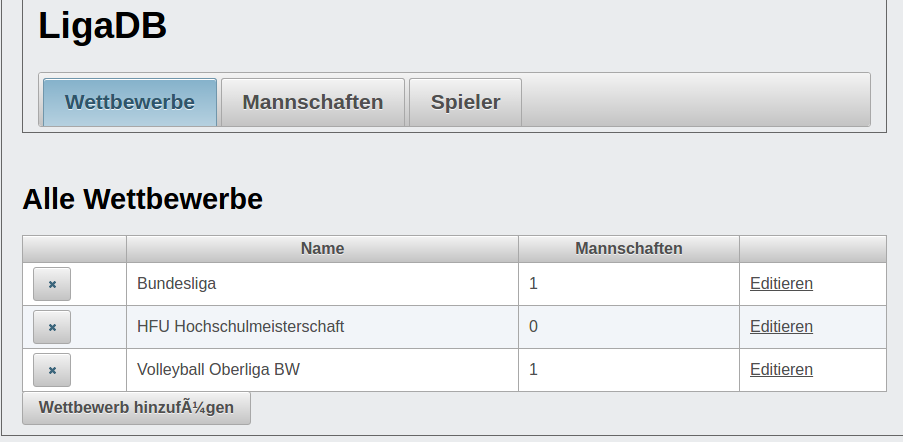 LigaDB
Wettbewerbe Mannschaften Spieler
Alle Wettbewerbe
Name Mannschaften
Bundesliga 1 Editieren
HFU Hochschulmeisterschaft 0 Editieren
Volleyball Oberliga BW 1 Editieren
Wettbewerb hinzufÃ¼gen